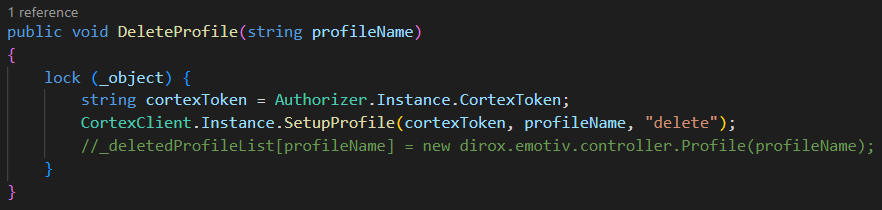 1 reference
public void DeleteProfile(string profileName)
{
    lock (_object) {
        string cortexToken = Authorizer.Instance.CortexToken;
        CortexClient.Instance.SetupProfile(cortexToken, profileName, "delete");
        //_deletedProfileList[profileName] = new dirox.emotiv.controller.Profile(profileName);
    }
}